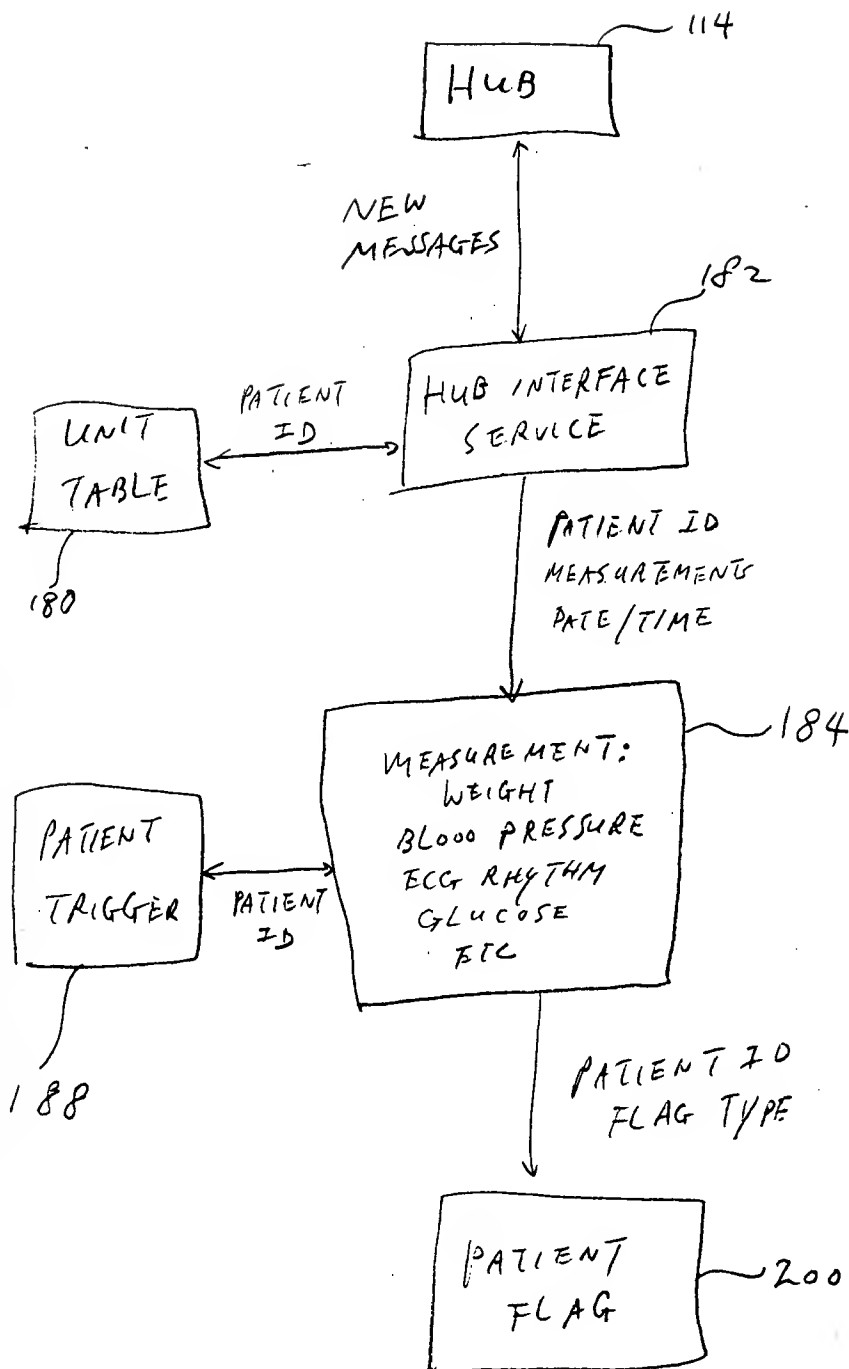 114
HUB
NEW
MESSAGES
182
HUB INTERFACE
SERVICE
PATIENT
ID
UNIT
TABLE
180
PATIENT ID
MEASUREMENTS
DATE/TIME
184
MEASUREMENT:
WEIGHT
BLOOD PRESSURE
ECG RHYTHM
GLUCOSE
ETC
PATIENT
TRIGGER
PATIENT
ID
188
PATIENT ID
FLAG TYPE
PATIENT
FLAG
200